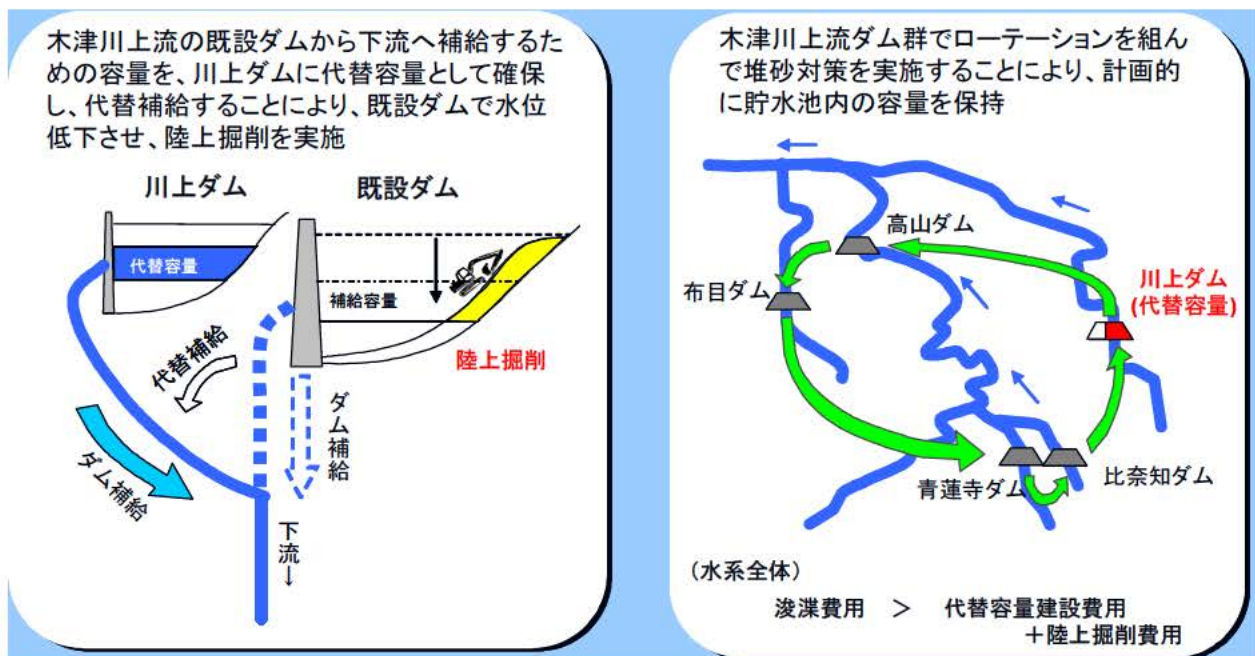 木津川上流の既設ダムから下流へ補給するた
めの容量を、川上ダムに代替容量として確保
し、代替補給することにより、既設ダムで水位
低下させ、陸上掘削を実施
川上ダム
既設ダム
代替容量
補給容量
陸上掘削
代替補給
ダム補給
ダム補給
下流→
木津川上流ダム群でローテーションを組ん
で堆砂対策を実施することにより、計画的
に貯水池内の容量を保持
高山ダム
川上ダム
(代替容量)
布目ダム
青蓮寺ダム
比奈知ダム
(水系全体)
浚渫費用 > 代替容量建設費用
+陸上掘削費用